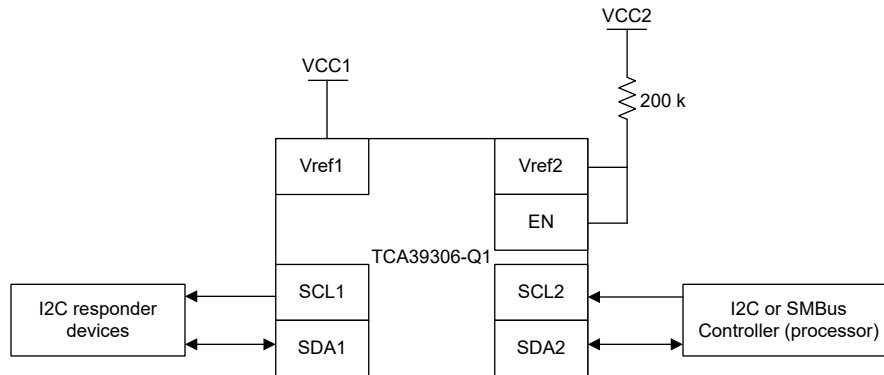 VCC2
VCC1
200 k
Vref1
Vref2
EN
TCA39306-Q1
I2C responder
devices
SCL1
SCL2
I2C or SMBus
Controller (processor)
SDA1
SDA2